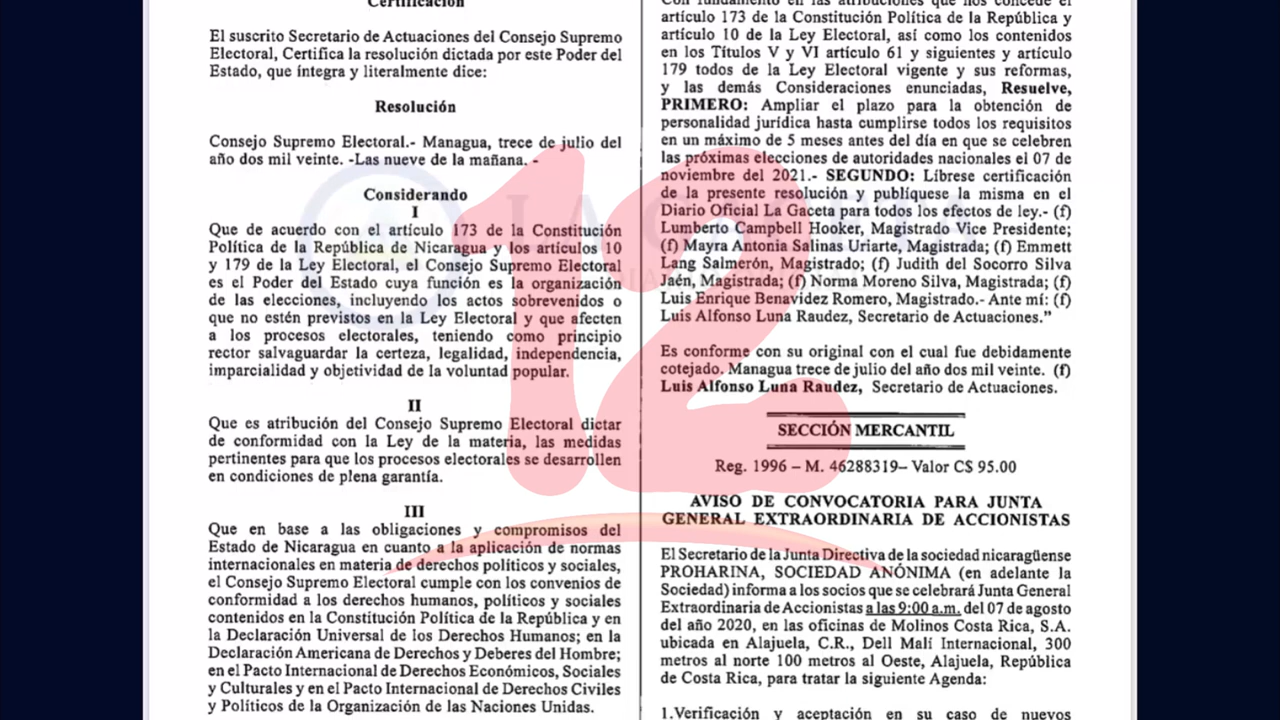 Certificación
El suscrito Secretario de Actuaciones del Consejo Supremo
Electoral, Certifica la resolución dictada por este Poder del
Estado, que íntegra y literalmente dice:
Resolución
Consejo Supremo Electoral.- Managua, trece de julio del
año dos mil veinte. -Las nueve de la mañana. -
Considerando
I
Que de acuerdo con el artículo 173 de la Constitución
Política de la República de Nicaragua y los artículos 10
y 179 de la Ley Electoral, el Consejo Supremo Electoral
es el Poder del Estado cuya función es la organización
de las elecciones, incluyendo los actos sobrevenidos o
que no estén previstos en la Ley Electoral y que afecten
a los procesos electorales, teniendo como principio
rector salvaguardar la certeza, legalidad, independencia,
imparcialidad y objetividad de la voluntad popular.
II
Que es atribución del Consejo Supremo Electoral dictar
de conformidad con la Ley de la materia, las medidas
pertinentes para que los procesos electorales se desarrollen
en condiciones de plena garantía.
III
Que en base a las obligaciones y compromisos del
Estado de Nicaragua en cuanto a la aplicación de normas
internacionales en materia de derechos políticos y sociales,
el Consejo Supremo Electoral cumple con los convenios de
conformidad a los derechos humanos, políticos y sociales
contenidos en la Constitución Política de la República y en
la Declaración Universal de los Derechos Humanos; en la
Declaración Americana de Derechos y Deberes del Hombre;
en el Pacto Internacional de Derechos Económicos, Sociales
y Culturales y en el Pacto Internacional de Derechos Civiles
y Políticos de la Organización de las Naciones Unidas.
Con fundamento en las atribuciones que nos concede el
artículo 173 de la Constitución Política de la República y
artículo 10 de la Ley Electoral, así como los contenidos
en los Títulos V y VI artículo 61 y siguientes y artículo
179 todos de la Ley Electoral vigente y sus reformas,
y las demás Consideraciones enunciadas, Resuelve,
PRIMERO: Ampliar el plazo para la obtención de
personalidad jurídica hasta cumplirse todos los requisitos
en un máximo de 5 meses antes del día en que se celebren
las próximas elecciones de autoridades nacionales el 07 de
noviembre del 2021.- SEGUNDO: Líbrese certificación
de la presente resolución y publíquese la misma en el
Diario Oficial La Gaceta para todos los efectos de ley.- (f)
Lumberto Campbell Hooker, Magistrado Vice Presidente;
(f) Mayra Antonia Salinas Uriarte, Magistrada; (f) Emmett
Lang Salmerón, Magistrado; (f) Judith del Socorro Silva
Jaén, Magistrada; (f) Norma Moreno Silva, Magistrada; (f)
Luis Enrique Benavidez Romero, Magistrado.- Ante mí: (f)
Luis Alfonso Luna Raudez, Secretario de Actuaciones.”
Es conforme con su original con el cual fue debidamente
cotejado. Managua trece de julio del año dos mil veinte. (f)
Luis Alfonso Luna Raudez, Secretario de Actuaciones.
SECCIÓN MERCANTIL
Reg. 1996 – M. 46288319– Valor C$ 95.00
AVISO DE CONVOCATORIA PARA JUNTA
GENERAL EXTRAORDINARIA DE ACCIONISTAS
El Secretario de la Junta Directiva de la sociedad nicaragüense
PROHARINA, SOCIEDAD ANÓNIMA (en adelante la
Sociedad) informa a los socios que se celebrará Junta General
Extraordinaria de Accionistas a las 9:00 a.m. del 07 de agosto
del año 2020, en las oficinas de Molinos Costa Rica, S.A.
ubicada en Alajuela, C.R., Dell Malí Internacional, 300
metros al norte 100 metros al Oeste, Alajuela, República
de Costa Rica, para tratar la siguiente Agenda:
1.Verificación y aceptación en su caso de nuevos
12